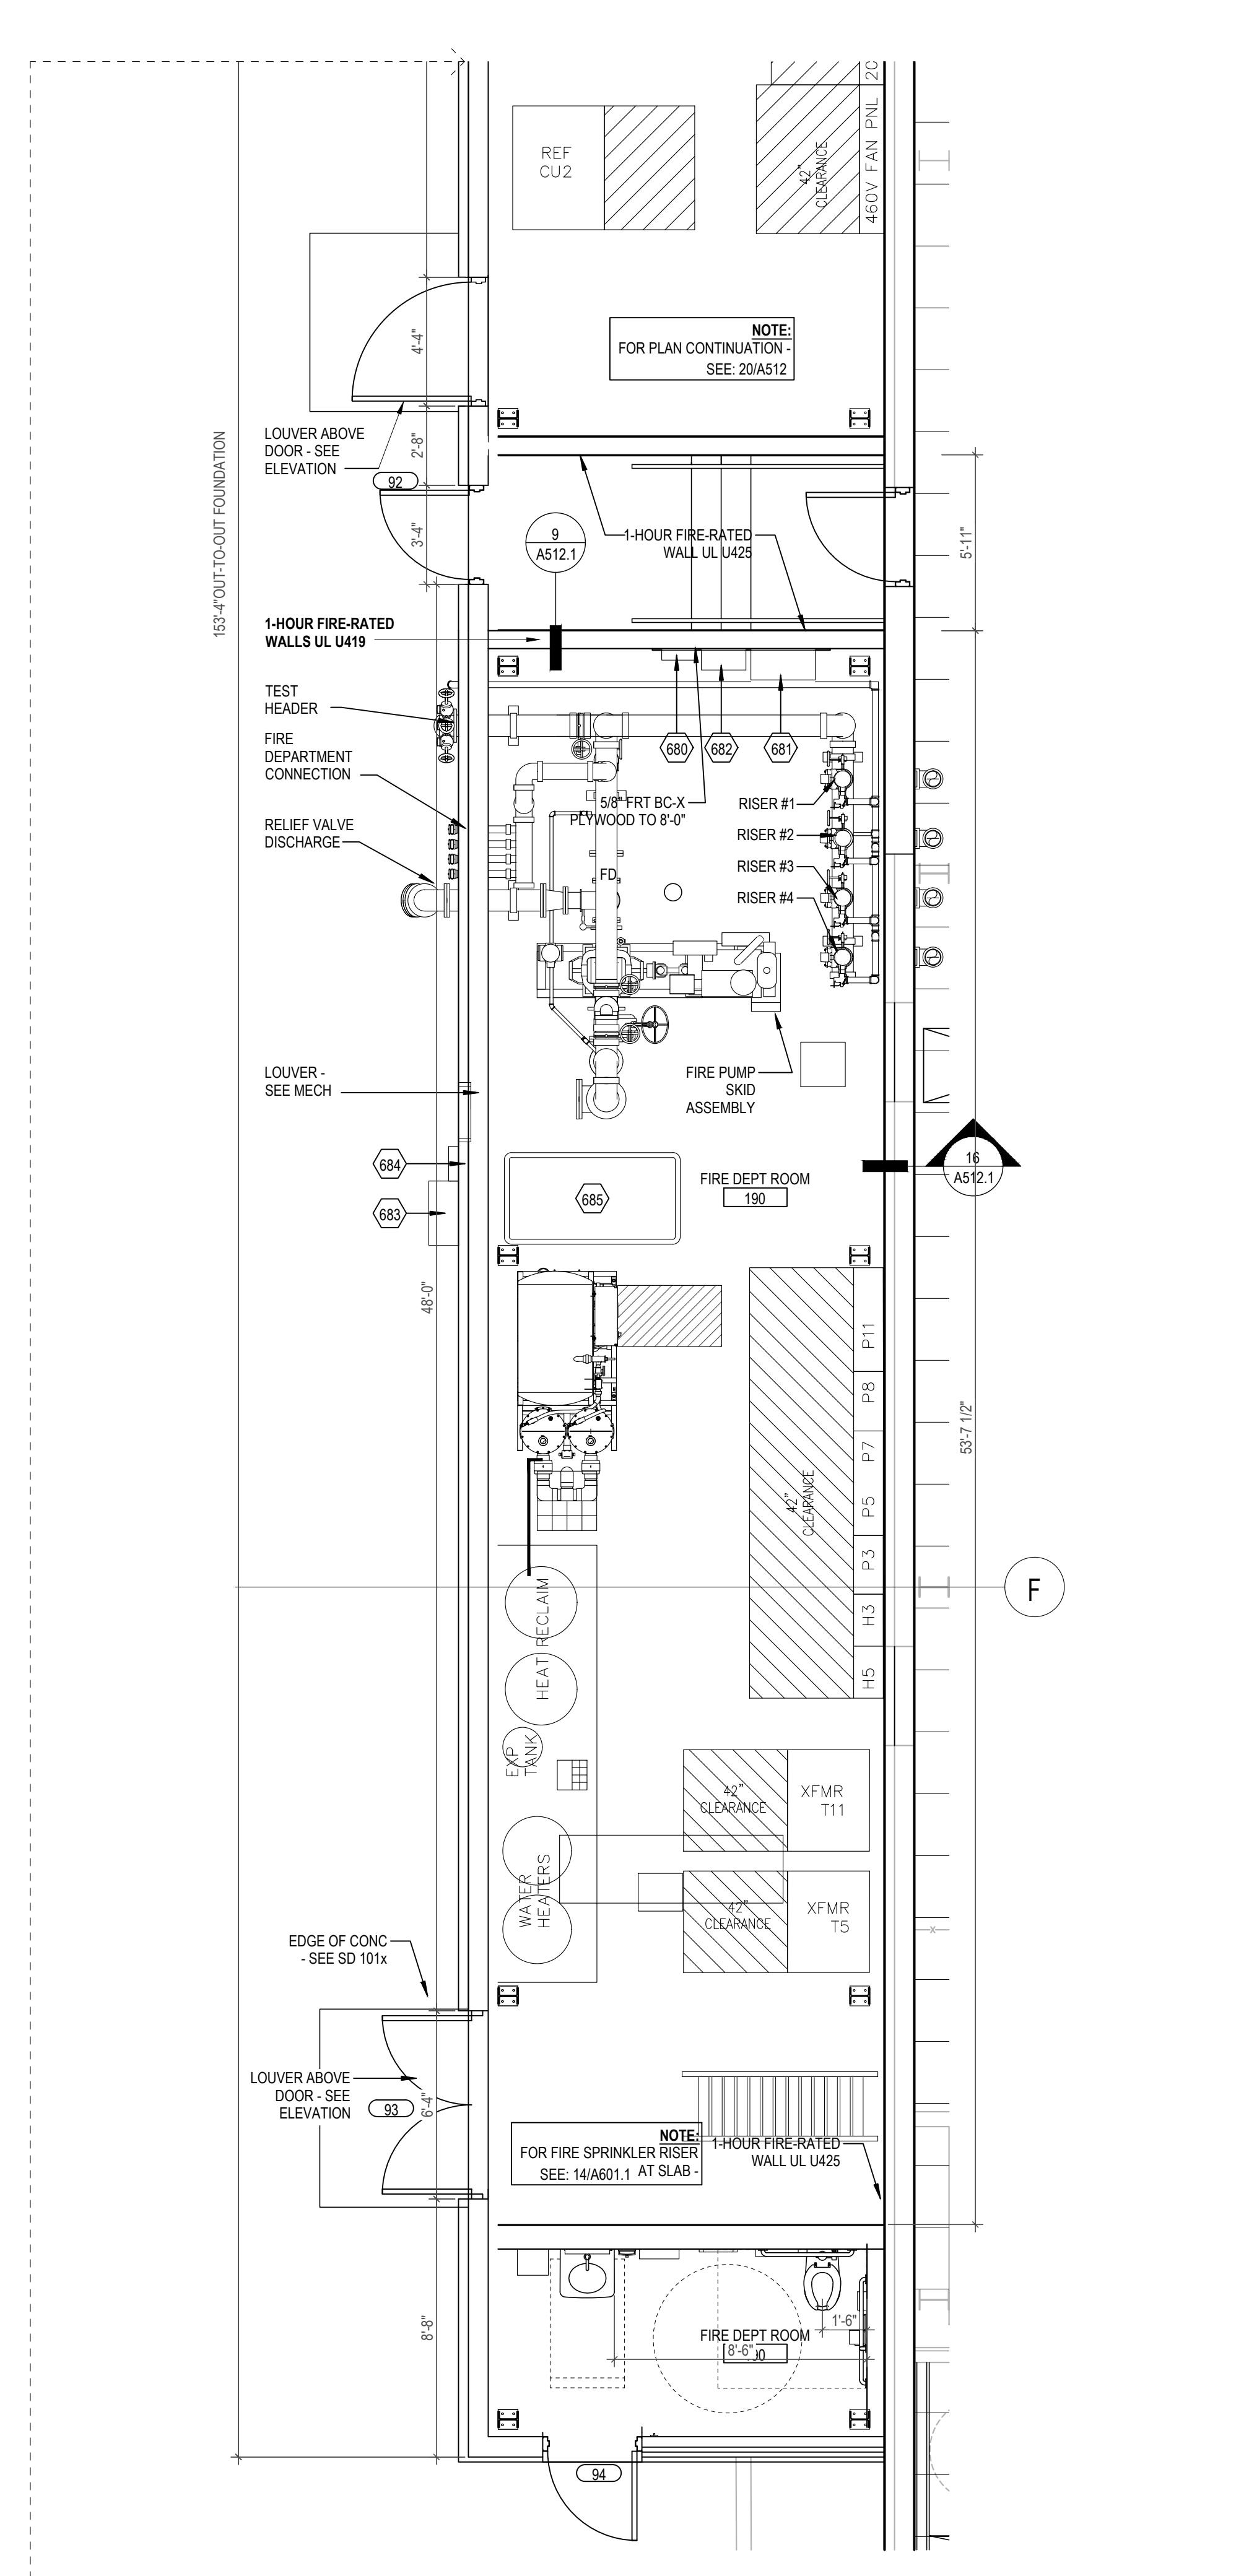 2C
460V FAN PNL
42"
CLEARANCE
REF
CU2
NOTE:
FOR PLAN CONTINUATION -
SEE: 20/A512
4'-4"
LOUVER ABOVE
DOOR - SEE
ELEVATION
2'-8"
92
153'-4"OUT-TO-OUT FOUNDATION
3'-4"
9
A512.1
1-HOUR FIRE-RATED
WALL UL U425
5'-11"
1-HOUR FIRE-RATED
WALLS UL U419
TEST
HEADER
FIRE
DEPARTMENT
CONNECTION
RELIEF VALVE
DISCHARGE
680
682
681
5/8" FRT BC-X
PLYWOOD TO 8'-0"
RISER #1
RISER #2
RISER #3
RISER #4
FD
FIRE PUMP
SKID
ASSEMBLY
LOUVER -
SEE MECH
684
683
685
FIRE DEPT ROOM
190
16
A512.1
48'-0"
P11
P8
P7
P5
P3
H3
H5
42"
CLEARANCE
53'-7 1/2"
F
HEAT RECLAIM
EXP
TANK
42"
CLEARANCE
XFMR
T11
WATER
HEATERS
42"
CLEARANCE
XFMR
T5
EDGE OF CONC
- SEE SD 101x
LOUVER ABOVE
DOOR - SEE
ELEVATION
93
6'-4"
NOTE:
FOR FIRE SPRINKLER RISER
AT SLAB -
SEE: 14/A601.1
1-HOUR FIRE-RATED
WALL UL U425
8'-8"
1'-6"
FIRE DEPT ROOM
8'-6"
94